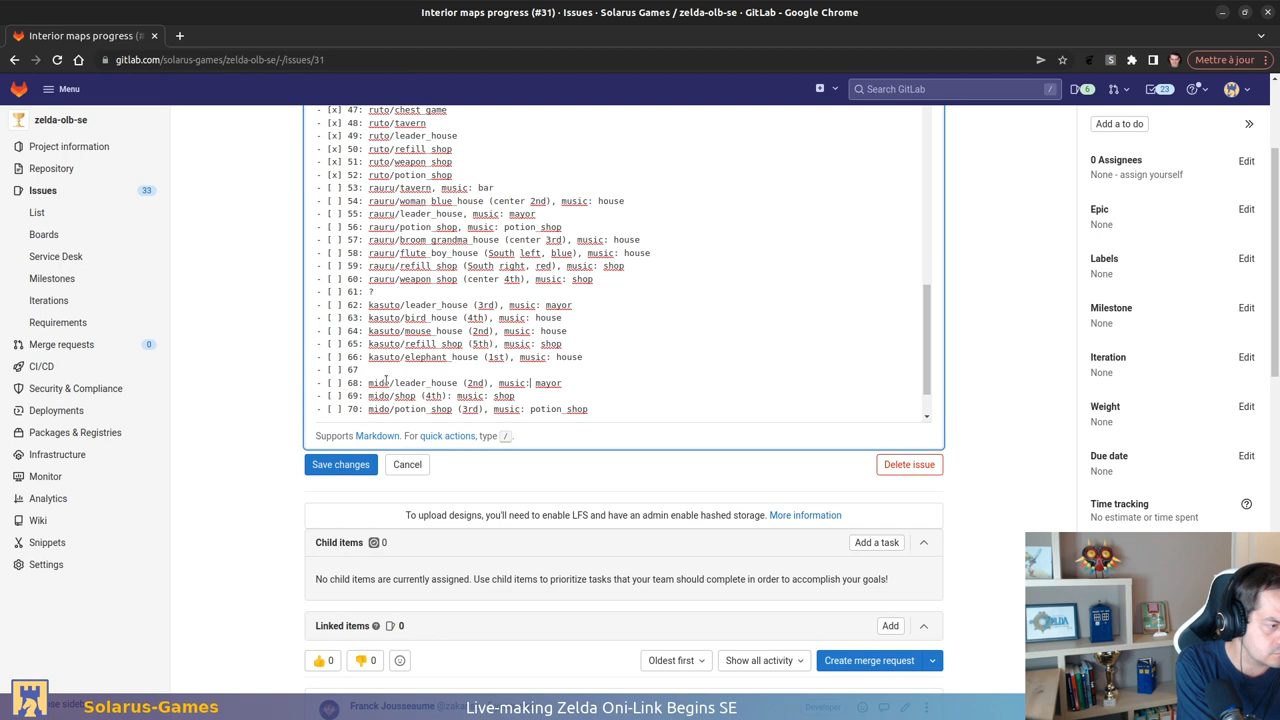 Interior maps progress (#31) · Issues · Solarus Games / zelda-olb-se · GitLab - Google Chrome
Interior maps progress (#
gitlab.com/solarus-games/zelda-olb-se/-/issues/31
Mettre à jour
Menu
Search GitLab
/
6
23
zelda-olb-se
Project information
Repository
Issues
33
List
Boards
Service Desk
Milestones
Iterations
Requirements
Merge requests
0
CI/CD
Security & Compliance
Deployments
Packages & Registries
Infrastructure
Monitor
Analytics
Wiki
Snippets
Settings
- [x] 47: ruto/chest_game
- [x] 48: ruto/tavern
- [x] 49: ruto/leader_house
- [x] 50: ruto/refill_shop
- [x] 51: ruto/weapon_shop
- [x] 52: ruto/potion_shop
- [ ] 53: rauru/tavern, music: bar
- [ ] 54: rauru/woman_blue_house (center 2nd), music: house
- [ ] 55: rauru/leader_house, music: mayor
- [ ] 56: rauru/potion_shop, music: potion_shop
- [ ] 57: rauru/broom_grandma_house (center 3rd), music: house
- [ ] 58: rauru/flute_boy_house (South left, blue), music: house
- [ ] 59: rauru/refill_shop (South right, red), music: shop
- [ ] 60: rauru/weapon_shop (center 4th), music: shop
- [ ] 61: ?
- [ ] 62: kasuto/leader_house (3rd), music: mayor
- [ ] 63: kasuto/bird_house (4th), music: house
- [ ] 64: kasuto/mouse_house (2nd), music: house
- [ ] 65: kasuto/refill_shop (5th), music: shop
- [ ] 66: kasuto/elephant_house (1st), music: house
- [ ] 67
- [ ] 68: mido/leader_house (2nd), music: mayor
- [ ] 69: mido/shop (4th): music: shop
- [ ] 70: mido/potion_shop (3rd), music: potion_shop
Supports Markdown. For quick actions, type /.
Save changes
Cancel
Delete issue
To upload designs, you'll need to enable LFS and have an admin enable hashed storage. More information
Child items 0
Add a task
No child items are currently assigned. Use child items to prioritize tasks that your team should complete in order to accomplish your goals!
Linked items 0
Add
👍 0
👎 0
Oldest first
Show all activity
Create merge request
Franck Jousseaume
Developer
Add a to do
0 Assignees
Edit
None - assign yourself
Epic
Edit
None
Labels
Edit
None
Milestone
Edit
None
Iteration
Edit
None
Weight
Edit
None
Due date
Edit
None
Time tracking
No estimate or time spent
Solarus-Games
Live-making Zelda Oni-Link Begins SE